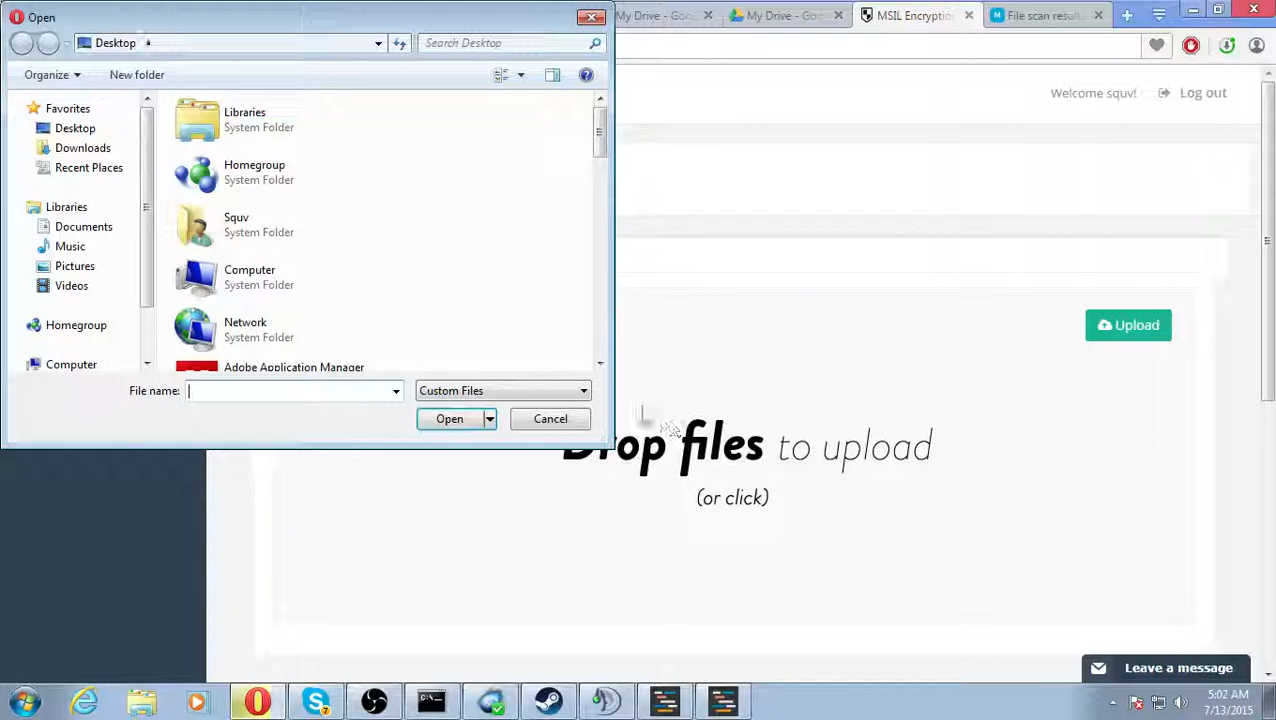 Open
My Drive - Goo
My Drive - Goo
MSIL Encryptio
File scan result
Desktop
Search Desktop
Organize
New folder
Welcome squv!
Log out
Favorites
Desktop
Downloads
Recent Places
Libraries
Documents
Music
Pictures
Videos
Homegroup
Computer
Libraries
System Folder
Homegroup
System Folder
Squv
System Folder
Computer
System Folder
Network
System Folder
Adobe Application Manager
File name:
Custom Files
Open
Cancel
Upload
Drop files to upload
(or click)
Leave a message
7
5:02 AM
7/13/2015